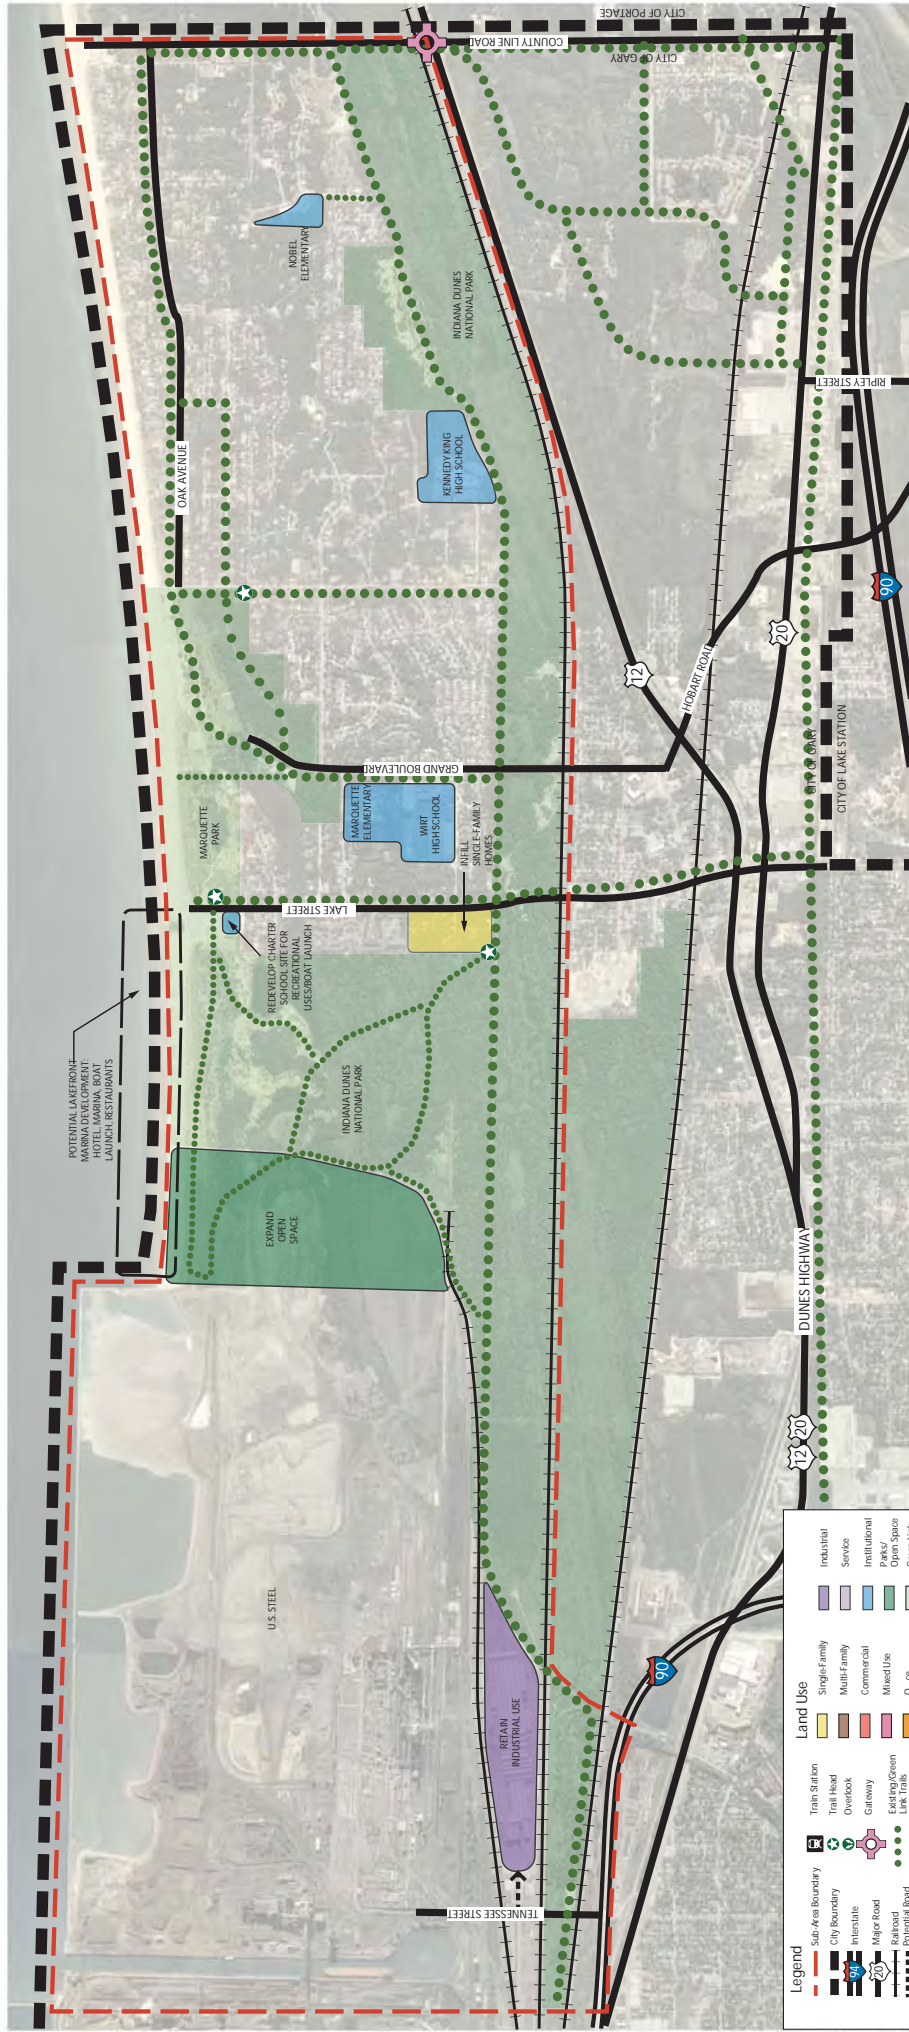 CITY OF PORTAGE
COUNTY LINE ROAD
CITY OF GARY
NOBEL
ELEMENTARY
INDIANA DUNES
NATIONAL PARK
OAK AVENUE
KENNEDY KING
HIGH SCHOOL
RIPLEY STREET
90
20
12
HOBART ROAD
CITY OF GARY
CITY OF LAKE STATION
GRAND BOULEVARD
MARQUETTE
PARK
MARQUETTE
ELEMENTARY
WIRT
HIGH SCHOOL
INFILL
SINGLE-FAMILY
HOMES
LAKE STREET
REDEVELOP CHARTER
SCHOOL SITE FOR
RECREATIONAL
USES/BOAT LAUNCH
POTENTIAL LAKEFRONT
MARINA DEVELOPMENT:
HOTEL, MARINA, BOAT
LAUNCH, RESTAURANTS
INDIANA DUNES
NATIONAL PARK
EXPAND
OPEN
SPACE
DUNES HIGHWAY
12 20
U.S. STEEL
90
RETAIN
INDUSTRIAL USE
TENNESSEE STREET
Legend
Sub-Area Boundary
City Boundary
94
Interstate
20
Major Road
Railroad
Potential Road
Train Station
Trail Head
Overlook
Gateway
Existing/Green
Link Trails
Land Use
Single-Family
Multi-Family
Commercial
Mixed Use
Industrial
Service
Institutional
Parks/
Open Space